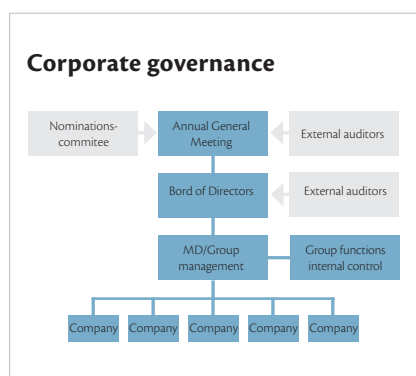 Corporate governance
Nominations-
commitee
Annual General
Meeting
External auditors
Bord of Directors
External auditors
MD/Group
management
Group functions
internal control
Company
Company
Company
Company
Company